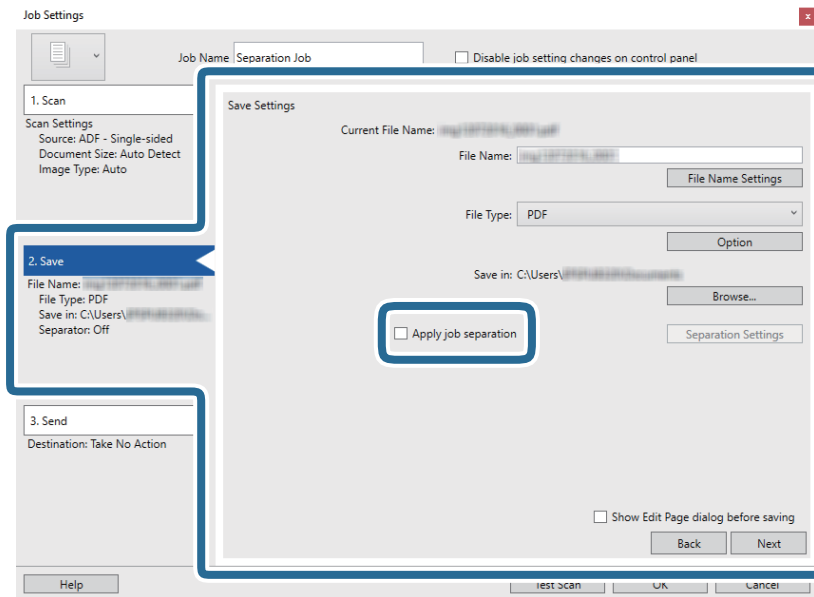 Job Settings
Job Name Separation Job
Disable job setting changes on control panel
1. Scan
Scan Settings
Source: ADF - Single-sided
Document Size: Auto Detect
Image Type: Auto
2. Save
File Name:
File Type: PDF
Save in: C:\Users\
Separator: Off
3. Send
Destination: Take No Action
Save Settings
Current File Name:
File Name:
File Name Settings
File Type: PDF
Option
Save in: C:\Users\
Browse...
Apply job separation
Separation Settings
Show Edit Page dialog before saving
Back Next
Help Test Scan OK Cancel